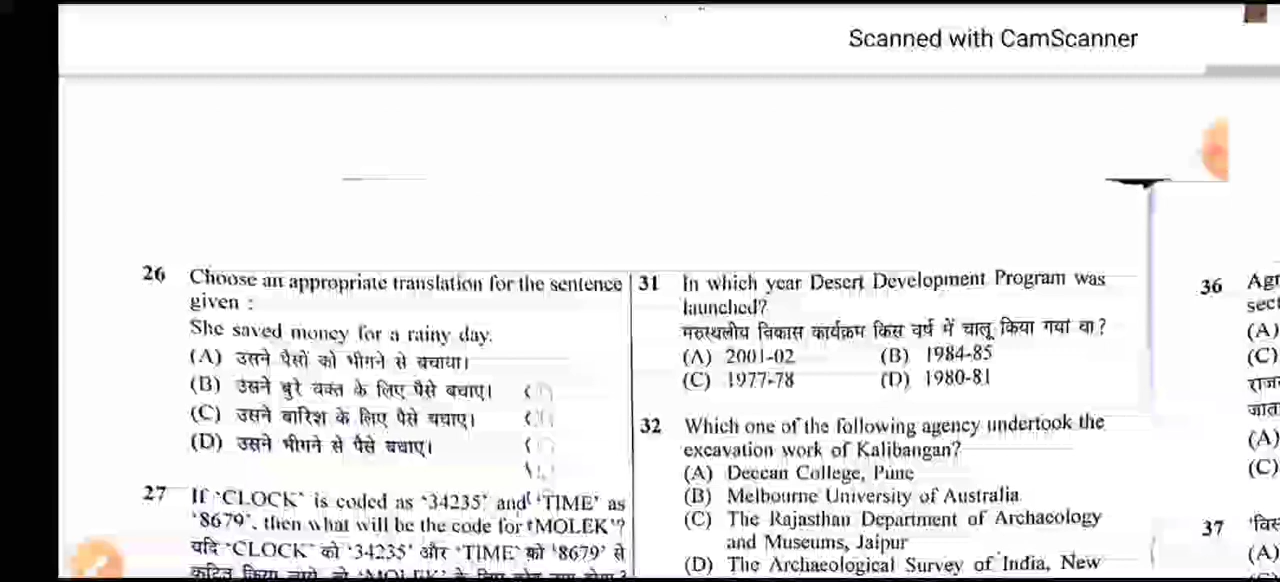 Scanned with CamScanner
26 Choose an appropriate translation for the sentence
given :
She saved money for a rainy day.
(A) उसने पैसों को भीगने से बचाया।
(B) उसने बुरे वक्त के लिए पैसे बचाए।
(C) उसने बारिश के लिए पैसे बचाए।
(D) उसने भीगने से पैसे बचाए।
27 If 'CLOCK' is coded as '34235' and 'TIME' as
'8679', then what will be the code for 'MOLEK'?
यदि 'CLOCK' को '34235' और 'TIME' को '8679' से
31 In which year Desert Development Program was
launched?
मरुस्थलीय विकास कार्यक्रम किस वर्ष में चालू किया गया था ?
(A) 2001-02 (B) 1984-85
(C) 1977-78 (D) 1980-81
32 Which one of the following agency undertook the
excavation work of Kalibangan?
(A) Deccan College, Pune
(B) Melbourne University of Australia
(C) The Rajasthan Department of Archaeology
and Museums, Jaipur
(D) The Archaeological Survey of India, New
36
(A)
(C)
(A)
(C)
37
(A)